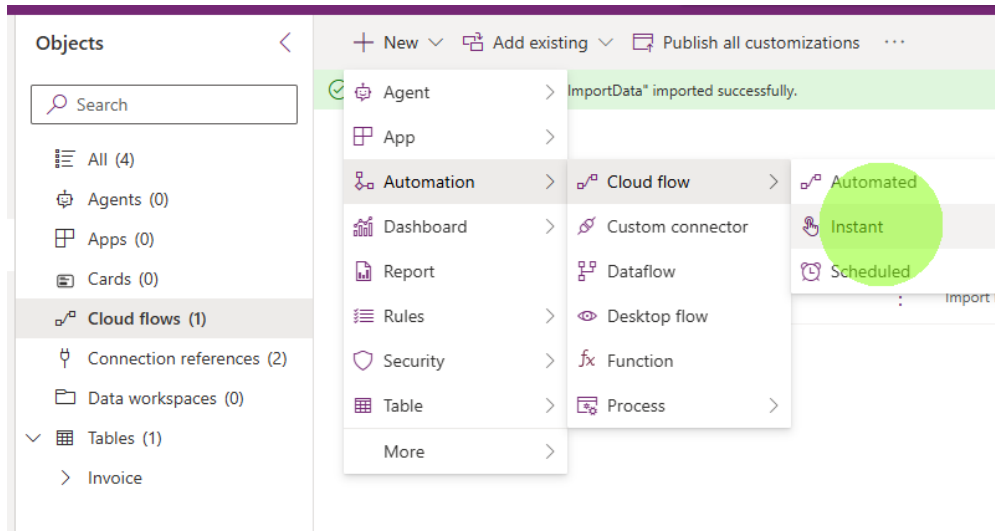 Objects
New
Add existing
Publish all customizations
Search
ImportData" imported successfully.
All (4)
Agents (0)
Apps (0)
Cards (0)
Cloud flows (1)
Connection references (2)
Data workspaces (0)
Tables (1)
Invoice
Agent
App
Automation
Dashboard
Report
Rules
Security
Table
More
Cloud flow
Custom connector
Dataflow
Desktop flow
Function
Process
Automated
Instant
Scheduled
Import